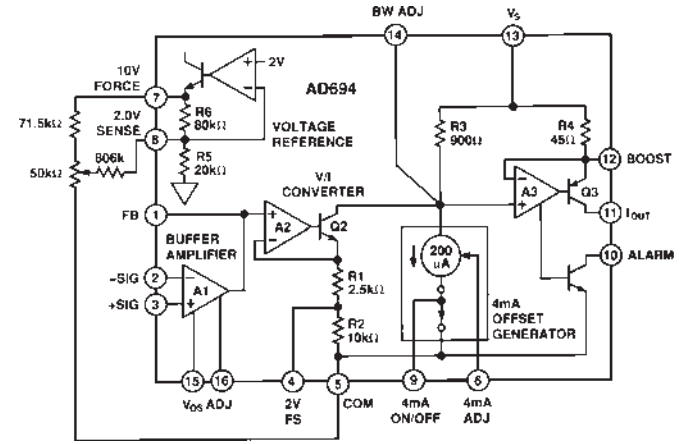 BW ADJ
VS
14
13
10V
FORCE
7
2V
AD694
71.5kΩ
2.0V
SENSE
8
R6
80kΩ
VOLTAGE
REFERENCE
R3
900Ω
R4
45Ω
806k
50kΩ
R5
20kΩ
12
BOOST
V/I
CONVERTER
A3
Q3
FB
1
A2
Q2
11
IOUT
BUFFER
AMPLIFIER
200
µA
10
ALARM
-SIG
2
A1
+SIG
3
R1
2.5kΩ
4mA
OFFSET
GENERATOR
R2
10kΩ
15
16
4
5
9
6
VOS ADJ
2V
FS
COM
4mA
ON/OFF
4mA
ADJ